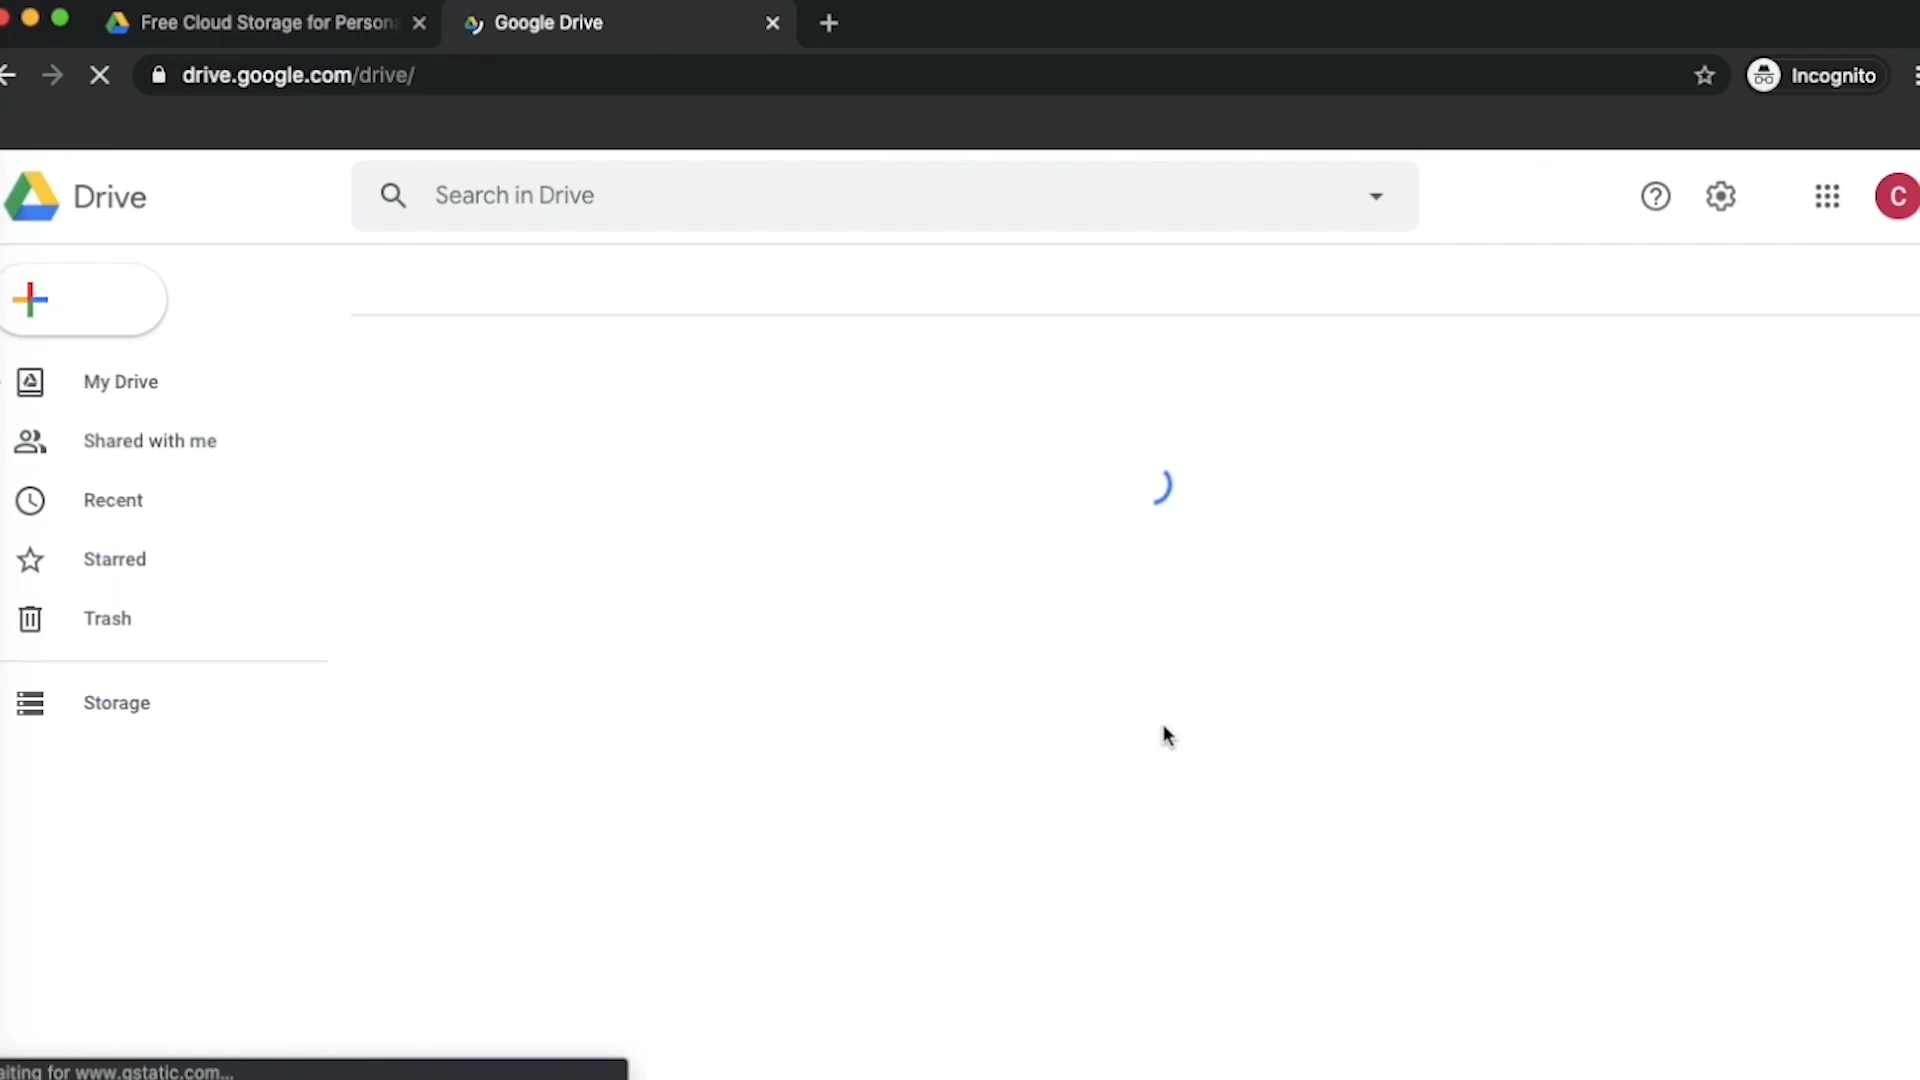 Free Cloud Storage for Persona
Google Drive
drive.google.com/drive/
Incognito
Drive
Search in Drive
C
My Drive
Shared with me
Recent
Starred
Trash
Storage
aiting for www.gstatic.com...